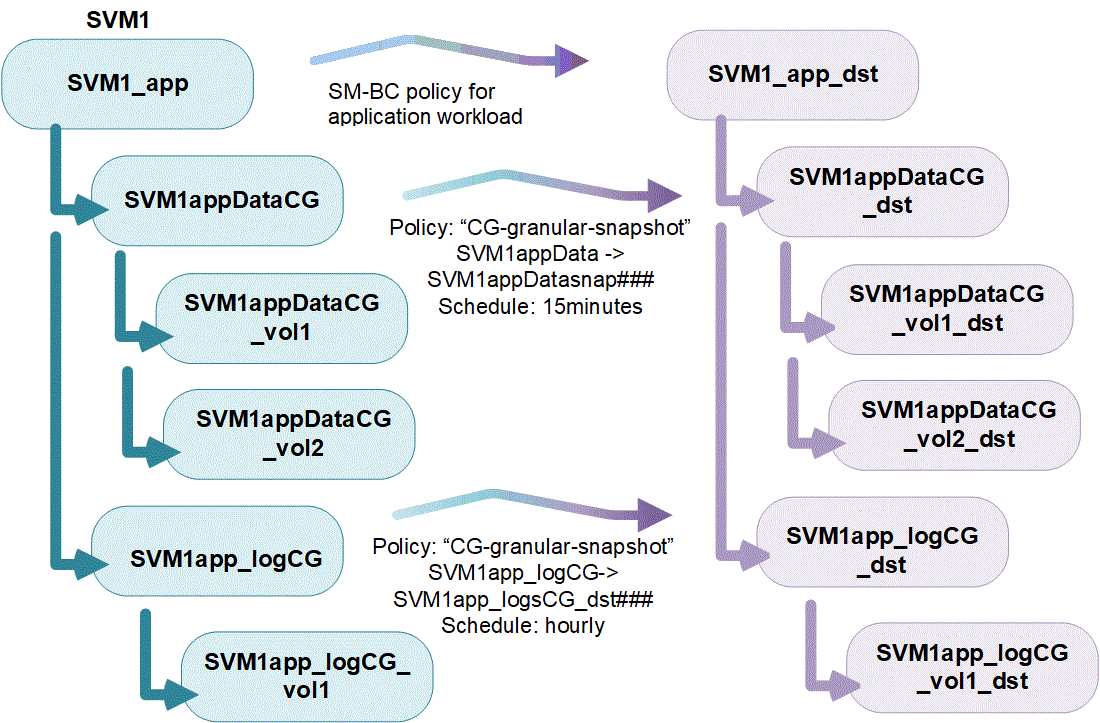 SVM1
SVM1_app
SM-BC policy for
application workload
SVM1_app_dst
SVM1appDataCG
Policy: “CG-granular-snapshot”
SVM1appData ->
SVM1appDatasnap###
Schedule: 15minutes
SVM1appDataCG
_dst
SVM1appDataCG
_vol1
SVM1appDataCG
_vol1_dst
SVM1appDataCG
_vol2
SVM1appDataCG
_vol2_dst
SVM1app_logCG
Policy: “CG-granular-snapshot”
SVM1app_logCG->
SVM1app_logsCG_dst###
Schedule: hourly
SVM1app_logCG
_dst
SVM1app_logCG_
vol1
SVM1app_logCG
_vol1_dst